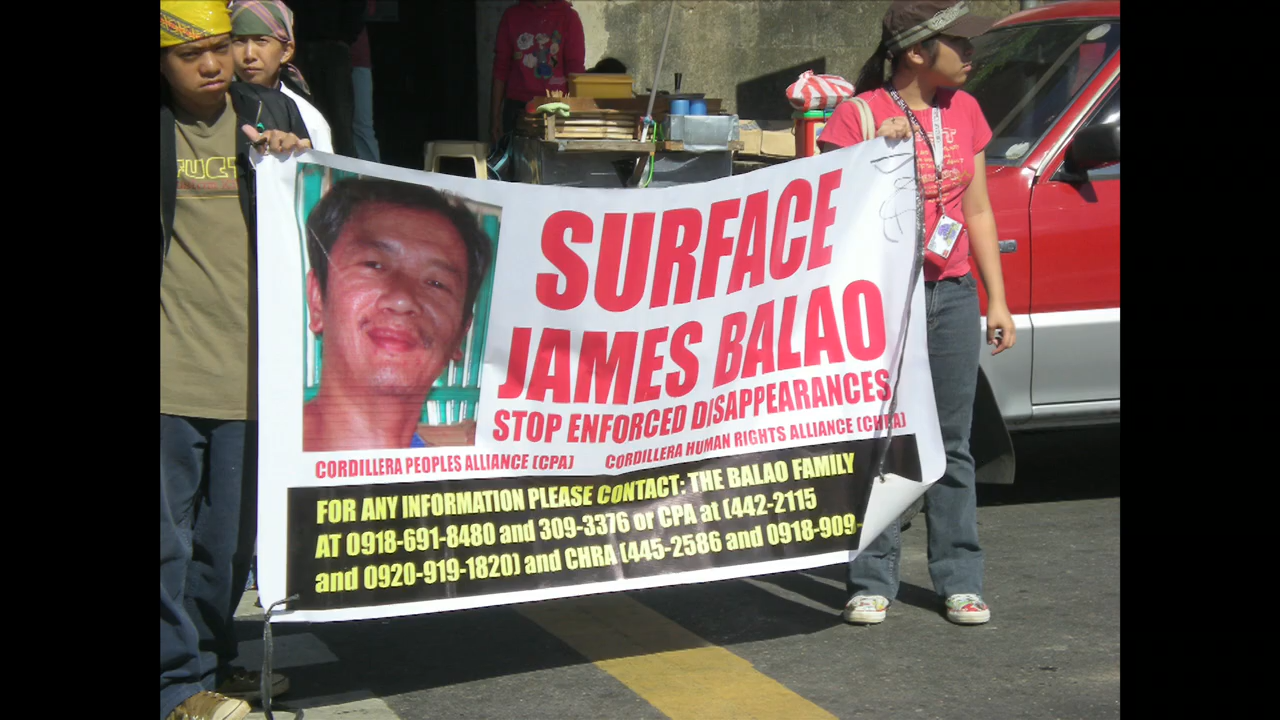 SURFACE
JAMES BALAO
STOP ENFORCED DISAPPEARANCES
CORDILLERA PEOPLES ALLIANCE (CPA) CORDILLERA HUMAN RIGHTS ALLIANCE (CHRA)
FOR ANY INFORMATION PLEASE CONTACT: THE BALAO FAMILY
AT 0918-691-8480 and 309-3376 or CPA at (442-2115
and 0920-919-1820) and CHRA (445-2586 and 0918-909-